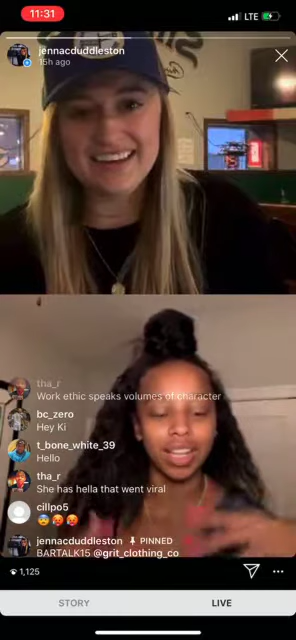 11:31
LTE
jennacduddleston
15h ago
tha_r
Work ethic speaks volumes of character
bc_zero
Hey Ki
t_bone_white_39
Hello
tha_r
She has hella that went viral
cillpo5
jennacduddleston PINNED
BARTALK15 @grit_clothing_co
1,125
STORY LIVE